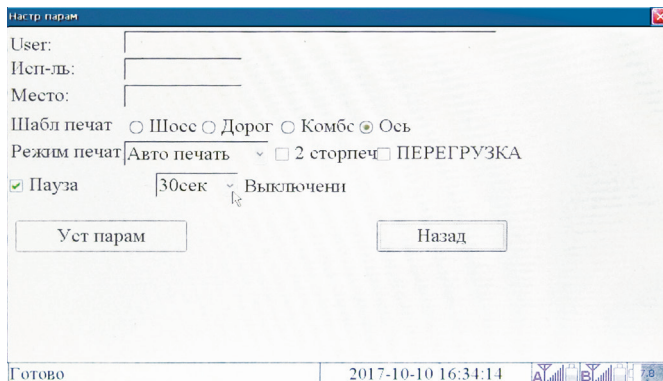 Настр парам
User:
Исп-ль:
Место:
Шабл печат Шосс Дорог Комбс Ось
Режим печат Авто печать 2 сторпеч ПЕРЕГРУЗКА
Пауза 30сек Выключени
Уст парам Назад
Готово 2017-10-10 16:34:14 A B